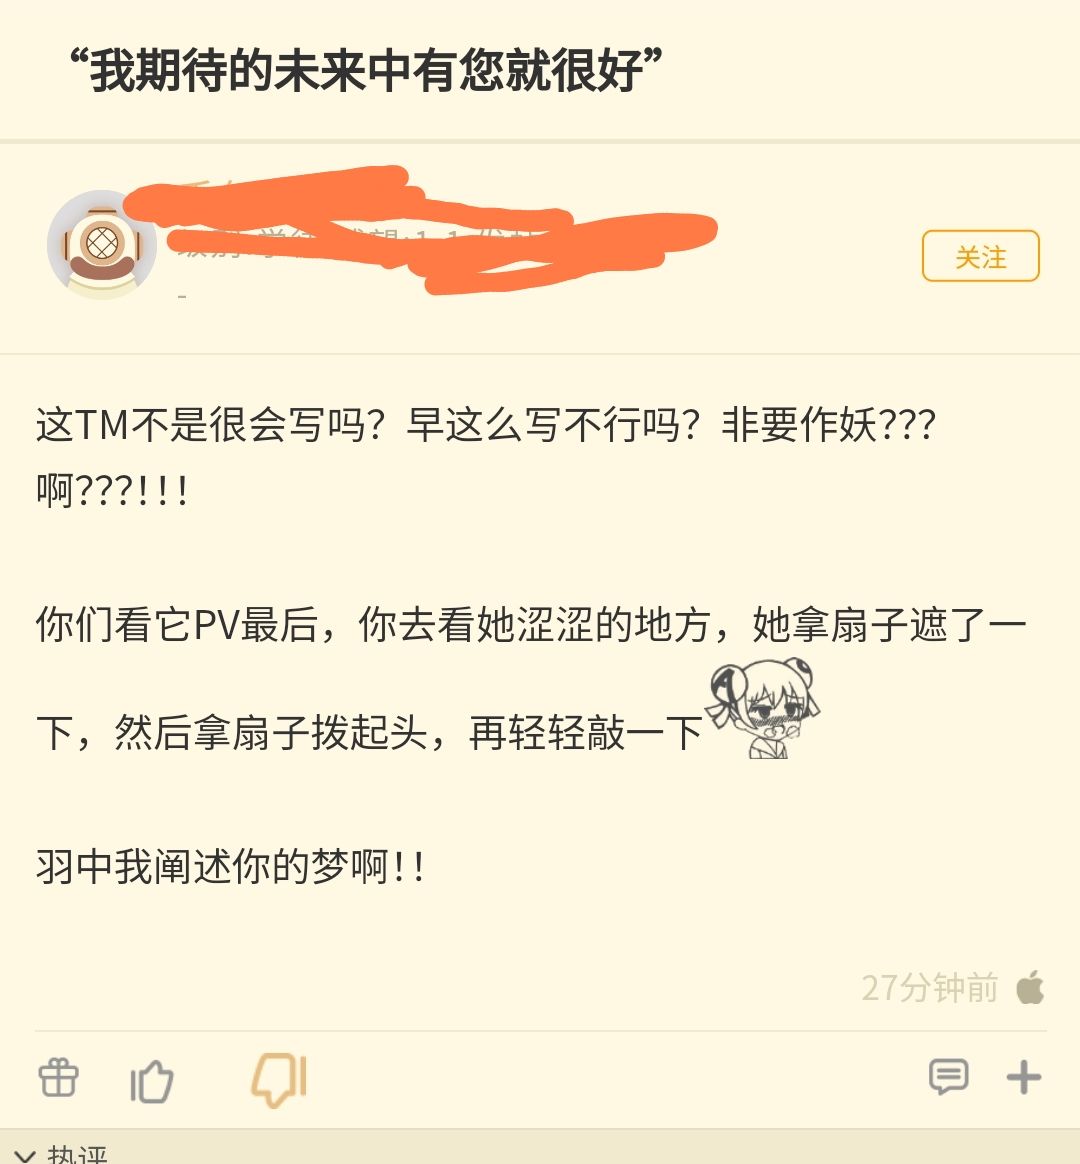 “我期待的未来中有您就很好”
关注
-
这TM不是很会写吗？早这么写不行吗？非要作妖???
啊???!!!
你们看它PV最后，你去看她涩涩的地方，她拿扇子遮了一
下，然后拿扇子拨起头，再轻轻敲一下
羽中我阐述你的梦啊!!
27分钟前
热评